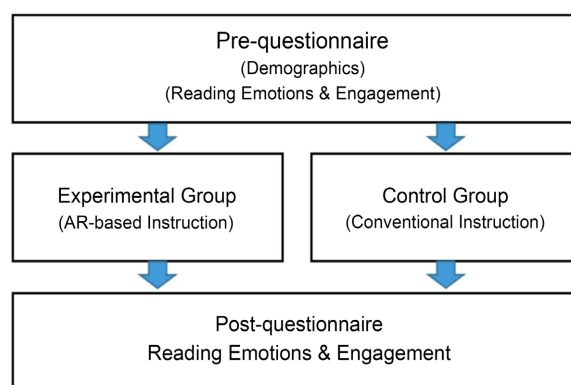 Pre-questionnaire
(Demographics)
(Reading Emotions & Engagement)
Experimental Group
(AR-based Instruction)
Control Group
(Conventional Instruction)
Post-questionnaire
Reading Emotions & Engagement